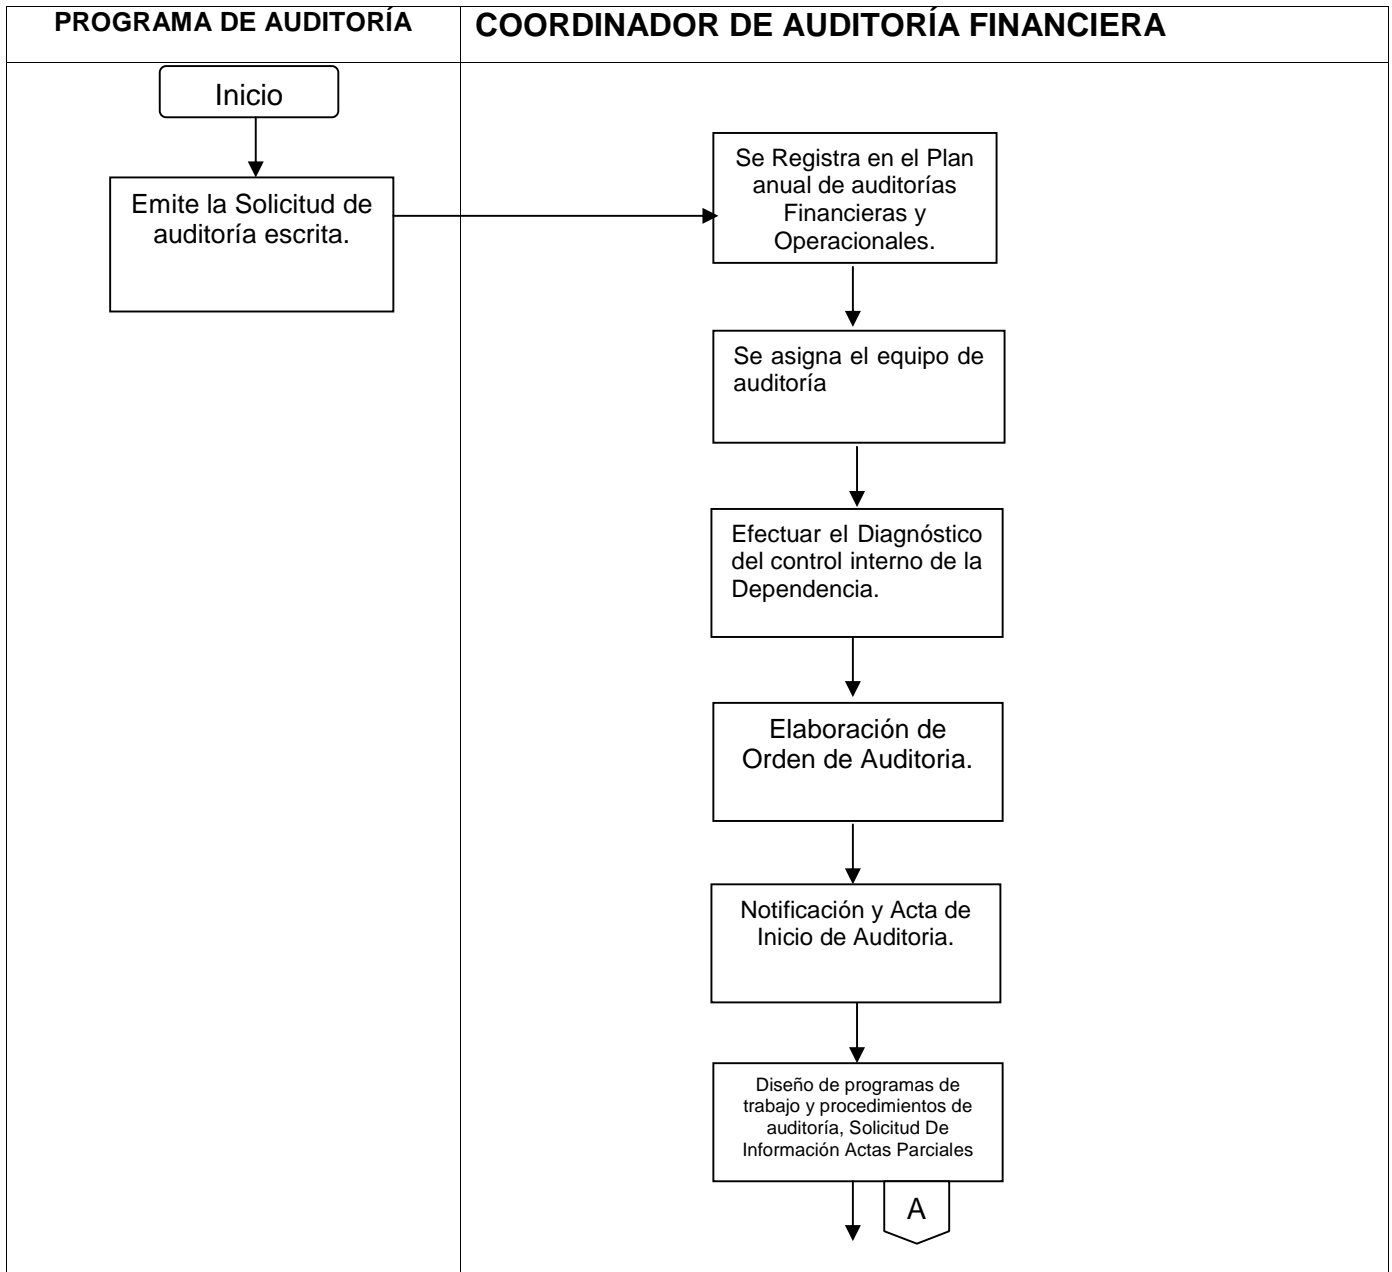 PROGRAMA DE AUDITORÍA
COORDINADOR DE AUDITORÍA FINANCIERA
Inicio
Emite la Solicitud de
auditoría escrita.
Se Registra en el Plan
anual de auditorías
Financieras y
Operacionales.
Se asigna el equipo de
auditoría
Efectuar el Diagnóstico
del control interno de la
Dependencia.
Elaboración de
Orden de Auditoria.
Notificación y Acta de
Inicio de Auditoria.
Diseño de programas de
trabajo y procedimientos de
auditoría, Solicitud De
Información Actas Parciales
A